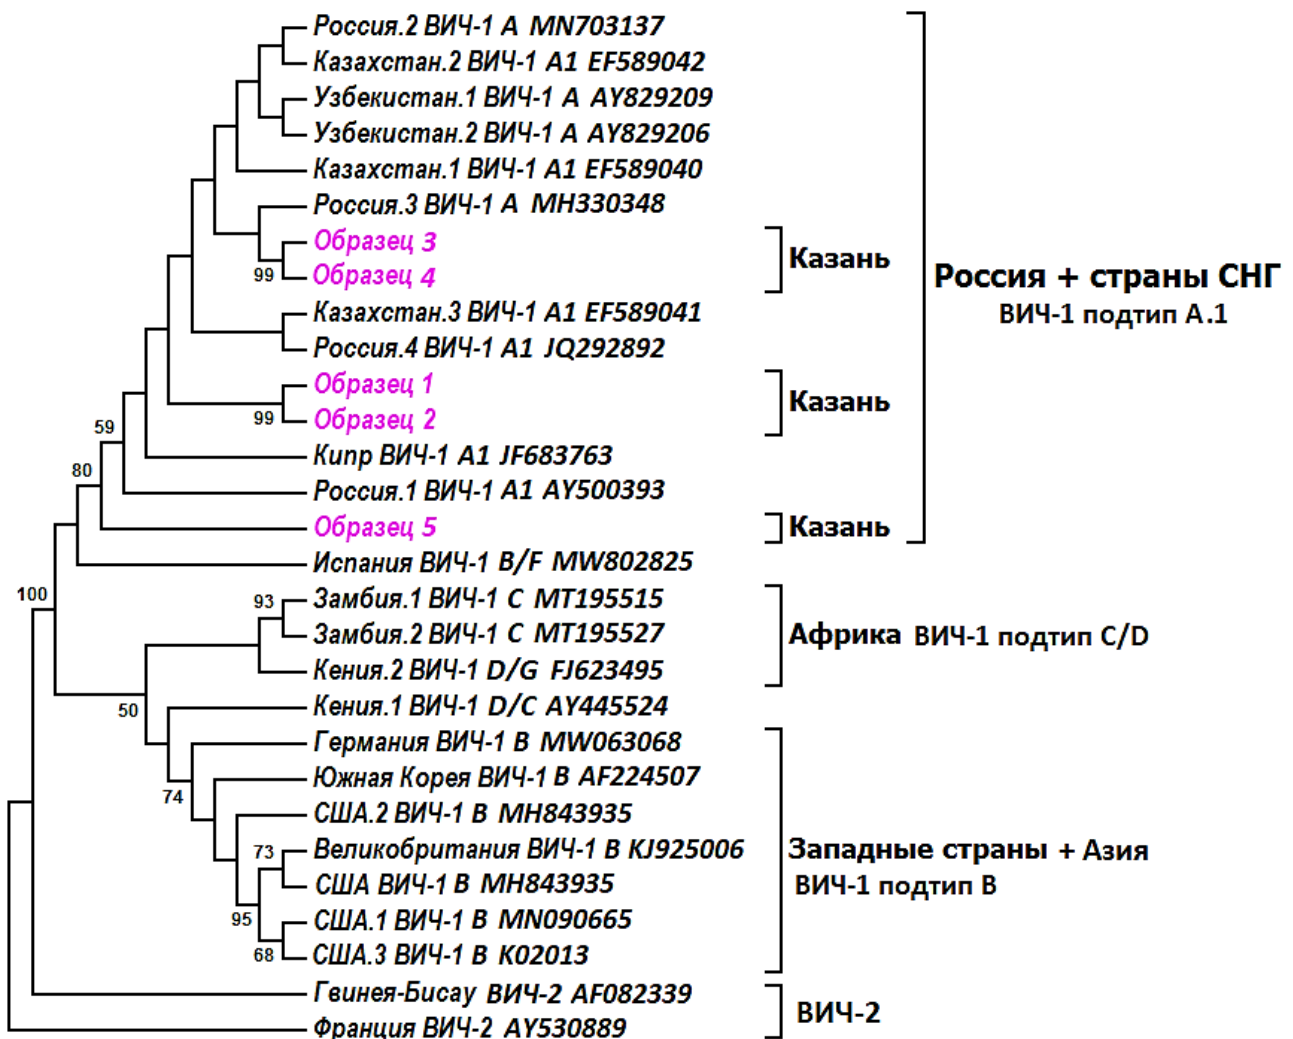 Россия.2 ВИЧ-1 A MN703137
Казахстан.2 ВИЧ-1 A1 EF589042
Узбекистан.1 ВИЧ-1 A AY829209
Узбекистан.2 ВИЧ-1 A AY829206
Казахстан.1 ВИЧ-1 A1 EF589040
Россия.3 ВИЧ-1 A MH330348
Образец 3
Казань
99 Образец 4
Россия + страны СНГ
ВИЧ-1 подтип A.1
Казахстан.3 ВИЧ-1 A1 EF589041
Россия.4 ВИЧ-1 A1 JQ292892
Образец 1
Казань
99 Образец 2
59
Кипр ВИЧ-1 A1 JF683763
80
Россия.1 ВИЧ-1 A1 AY500393
Образец 5 Казань
Испания ВИЧ-1 B/F MW802825
100
93 Замбия.1 ВИЧ-1 C MT195515
Замбия.2 ВИЧ-1 C MT195527
Африка ВИЧ-1 подтип C/D
Кения.2 ВИЧ-1 D/G FJ623495
50
Кения.1 ВИЧ-1 D/C AY445524
Германия ВИЧ-1 B MW063068
Южная Корея ВИЧ-1 B AF224507
74
США.2 ВИЧ-1 B MH843935
73 Великобритания ВИЧ-1 B KJ925006
Западные страны + Азия
ВИЧ-1 подтип B
США ВИЧ-1 B MH843935
95
США.1 ВИЧ-1 B MN090665
68 США.3 ВИЧ-1 B K02013
Гвинея-Бисау ВИЧ-2 AF082339
ВИЧ-2
Франция ВИЧ-2 AY530889